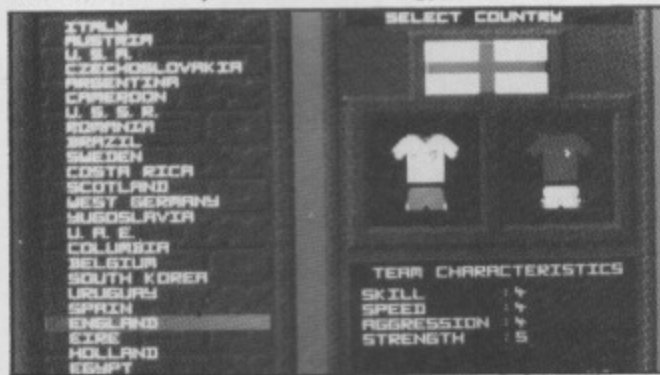 ITALY
AUSTRIA
U. S. A.
CZECHOSLOVAKIA
ARGENTINA
CAMEROON
U. S. S. R.
ROMANIA
BRAZIL
SWEDEN
COSTA RICA
SCOTLAND
WEST GERMANY
YUGOSLAVIA
U. A. E.
COLUMBIA
BELGIUM
SOUTH KOREA
URUGUAY
SPAIN
ENGLAND
EIRE
HOLLAND
EGYPT
SELECT COUNTRY
TEAM CHARACTERISTICS
SKILL :4
SPEED :4
AGGRESSION :4
STRENGTH :5